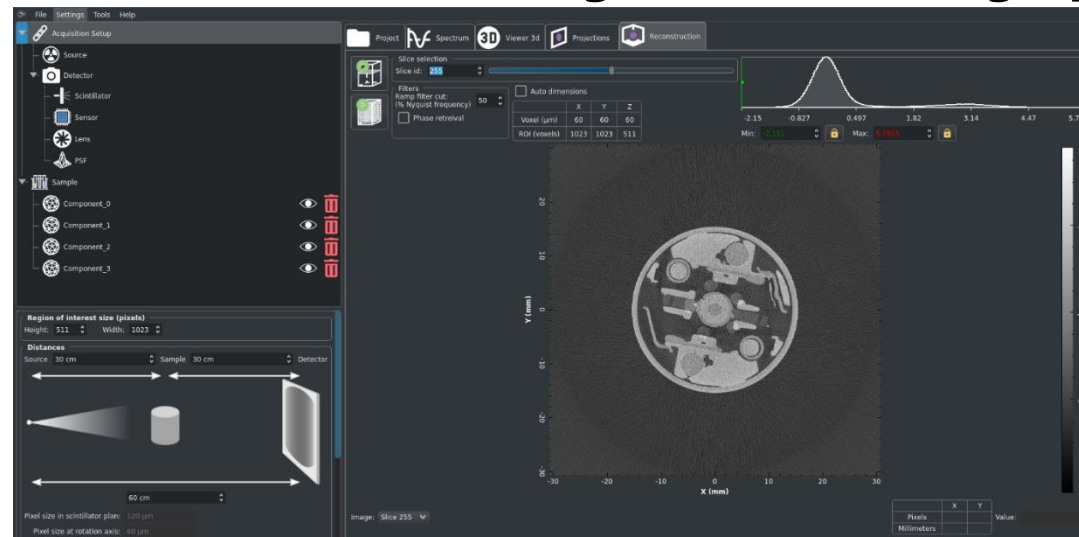 File Settings Tools Help
Acquisition Setup
Source
Detector
Scintillator
Sensor
Lens
PSF
Sample
Component_0
Component_1
Component_2
Component_3
Region of interest size (pixels)
Height: 511 Width: 1023
Distances
Source 30 cm Sample 30 cm Detector
60 cm
Pixel size in scintillator plan: 120 µm
Pixel size at rotation axis: 60 µm
Project Spectrum 3D Viewer 3d Projections Reconstruction
Slice selection
Slice id: 255
Filters
Ramp filter cut:
(% Nyquist frequency) 50
Phase retreival
Auto dimensions
X Y Z
Voxel (µm) 60 60 60
ROI (voxels) 1023 1023 511
-2.15 -0.827 0.497 1.82 3.14 4.47 5.7
Min: Max:
Y (mm)
20
10
0
-10
-20
-30
-30 -20 -10 0 10 20 30
X (mm)
Image: Slice 255
X Y
Pixels
Millimeters
Value: